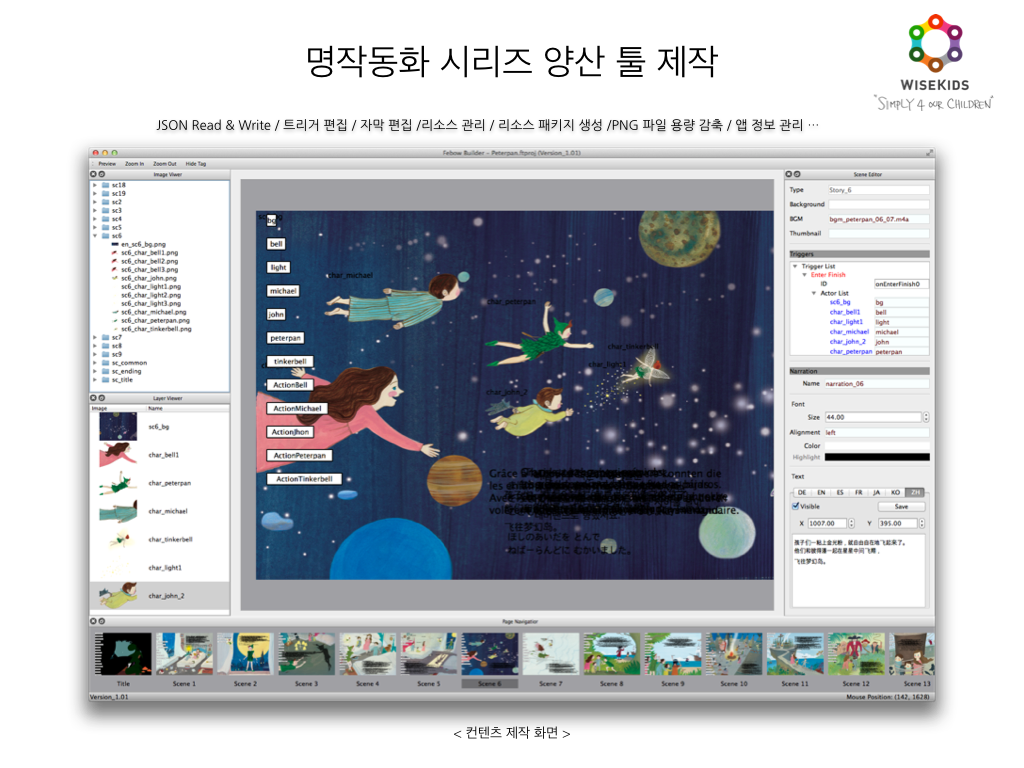 명작동화 시리즈 양산 툴 제작
WISEKIDS
"SIMPLY 4 OUR CHILDREN"
JSON Read & Write / 트리거 편집 / 자막 편집 /리소스 관리 / 리소스 패키지 생성 /PNG 파일 용량 감축 / 앱 정보 관리 …
Febow Builder - Peterpan.fbproj (Version_1.01)
Preview Zoom In Zoom Out Hide Tag
Image Viwer
sc18
sc19
sc2
sc3
sc4
sc5
sc6
en_sc6_bg.png
sc6_char_bell1.png
sc6_char_bell2.png
sc6_char_bell3.png
sc6_char_john.png
sc6_char_light1.png
sc6_char_light2.png
sc6_char_light3.png
sc6_char_michael.png
sc6_char_peterpan.png
sc6_char_tinkerbell.png
sc7
sc8
sc9
sc_common
sc_ending
sc_title
Layer Viewer
Image Name
sc6_bg
char_bell1
char_peterpan
char_michael
char_tinkerbell
char_light1
char_john_2
bg
bell
light
michael
john
peterpan
tinkerbell
ActionBell
ActionMichael
ActionJhon
ActionPeterpan
ActionTinkerbell
char_michael
char_peterpan
char_tinkerbell
char_light1
char_john_2
Grâce
les
飞往梦幻岛。
ほしのあいだを とんで
ねばーらんどに むかいました。
Scene Editor
Type Story_6
Background
BGM bgm_peterpan_06_07.m4a
Thumbnail
Triggers
Trigger List
Enter Finish
ID onEnterFinish0
Actor List
sc6_bg bg
char_bell1 bell
char_light1 light
char_michael michael
char_john_2 john
char_peterpan peterpan
Narration
Name narration_06
Font
Size 44.00
Alignment left
Color
Highlight
Text
DE EN ES FR JA KO ZH
Visible Save
X 1007.00 Y 395.00
孩子们一粘上金光粉，就自由自在地飞起来了。
他们和彼得潘一起在星星中间飞翔，
飞往梦幻岛。
Page Navigator
Title Scene 1 Scene 2 Scene 3 Scene 4 Scene 5 Scene 6 Scene 7 Scene 8 Scene 9 Scene 10 Scene 11 Scene 12 Scene 13
Version_1.01 Mouse Position: (142, 1628)
< 컨텐츠 제작 화면 >